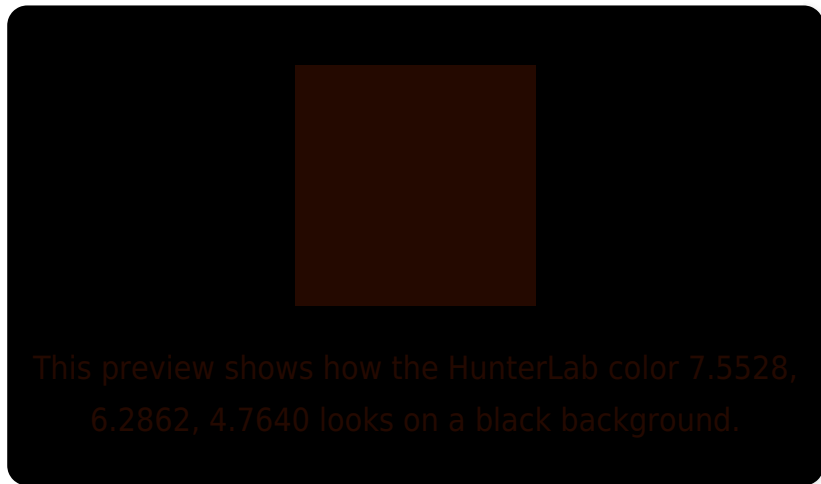 This preview shows how the HunterLab color 7.5528,
6.2862, 4.7640 looks on a black background.